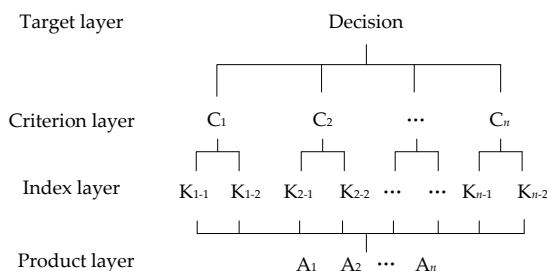 Target layer Decision
Criterion layer C1 C2 ... Cn
Index layer K1-1 K1-2 K2-1 K2-2 ... ... Kn-1 Kn-2
Product layer A1 A2 ... An